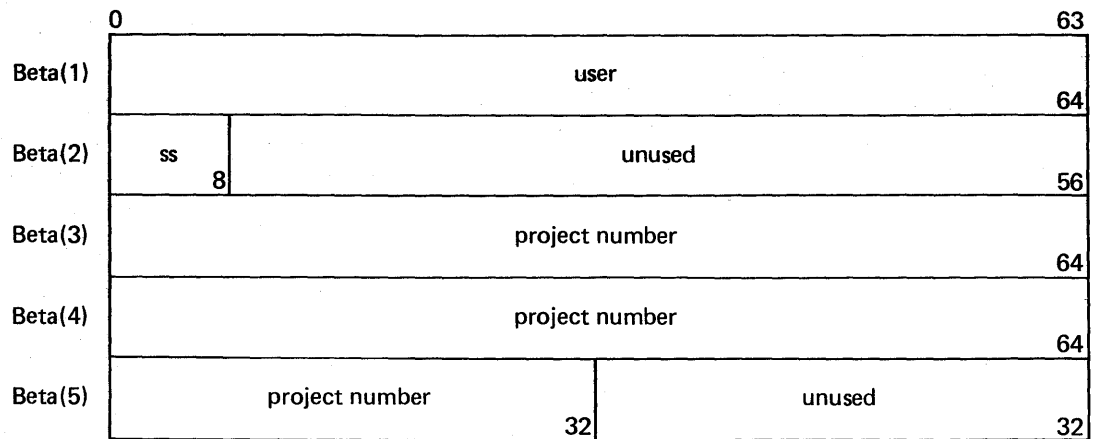 0 63
Beta(1) user
64
Beta(2) ss unused
8 56
Beta(3) project number
64
Beta(4) project number
64
Beta(5) project number unused
32 32